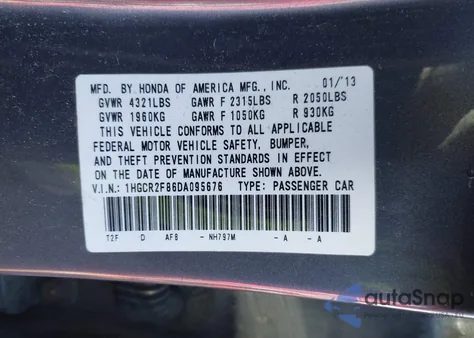 MFD. BY HONDA OF AMERICA MFG., INC. 01/'13
GVWR 4321LBS GAWR F 2315LBS R 2050LBS
GVWR 1960KG GAWR F 1050KG R 930KG
THIS VEHICLE CONFORMS TO ALL APPLICABLE
FEDERAL MOTOR VEHICLE SAFETY, BUMPER,
AND THEFT PREVENTION STANDARDS IN EFFECT
ON THE DATE OF MANUFACTURE SHOWN ABOVE.
V.I.N.: 1HGCR2F86DA095676 TYPE: PASSENGER CAR
T2F D AF8 - NH797M - A - A
autoSnap